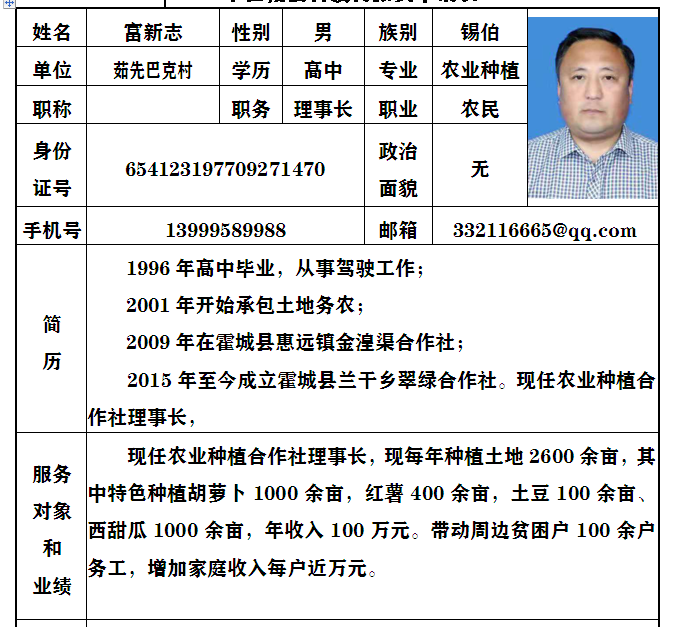 姓名 富新志 性别 男 族别 锡伯
单位 茹先巴克村 学历 高中 专业 农业种植
职称 职务 理事长 职业 农民
身份
证号 654123197709271470 政治
面貌 无
手机号 13999589988 邮箱 332116665@qq.com
简
历
1996 年高中毕业，从事驾驶工作；
2001 年开始承包土地务农；
2009 年在霍城县惠远镇金湟渠合作社；
2015 年至今成立霍城县兰干乡翠绿合作社。现任农业种植合
作社理事长，
服务
对象
和
业绩
现任农业种植合作社理事长，现每年种植土地 2600 余亩，其
中特色种植胡萝卜 1000 余亩，红薯 400 余亩，土豆 100 余亩、
西甜瓜 1000 余亩，年收入 100 万元。带动周边贫困户 100 余户
务工，增加家庭收入每户近万元。